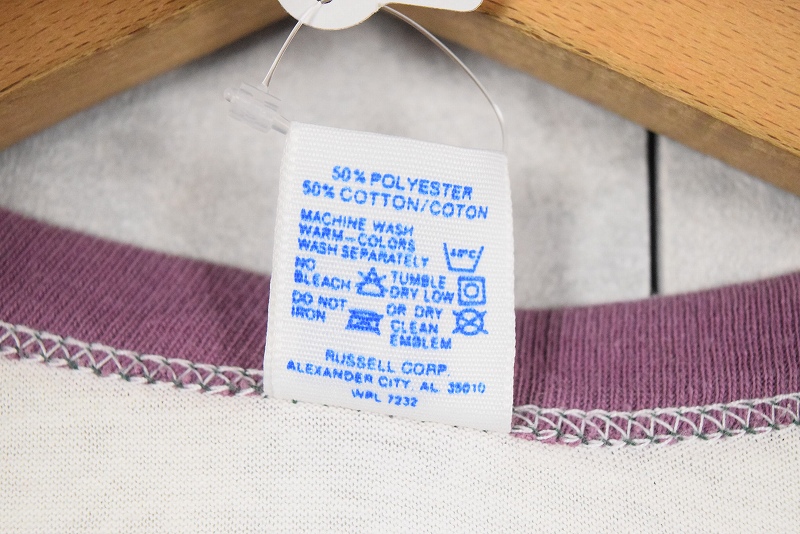 50% POLYESTER
50% COTTON/COTON
MACHINE WASH
WARM-COLORS
WASH SEPARATELY
40°C
NO
BLEACH
TUMBLE
DRY LOW
DO NOT
IRON
OR DRY
CLEAN
EMBLEM
RUSSELL CORP.
ALEXANDER CITY, AL. 35010
WPL 7232